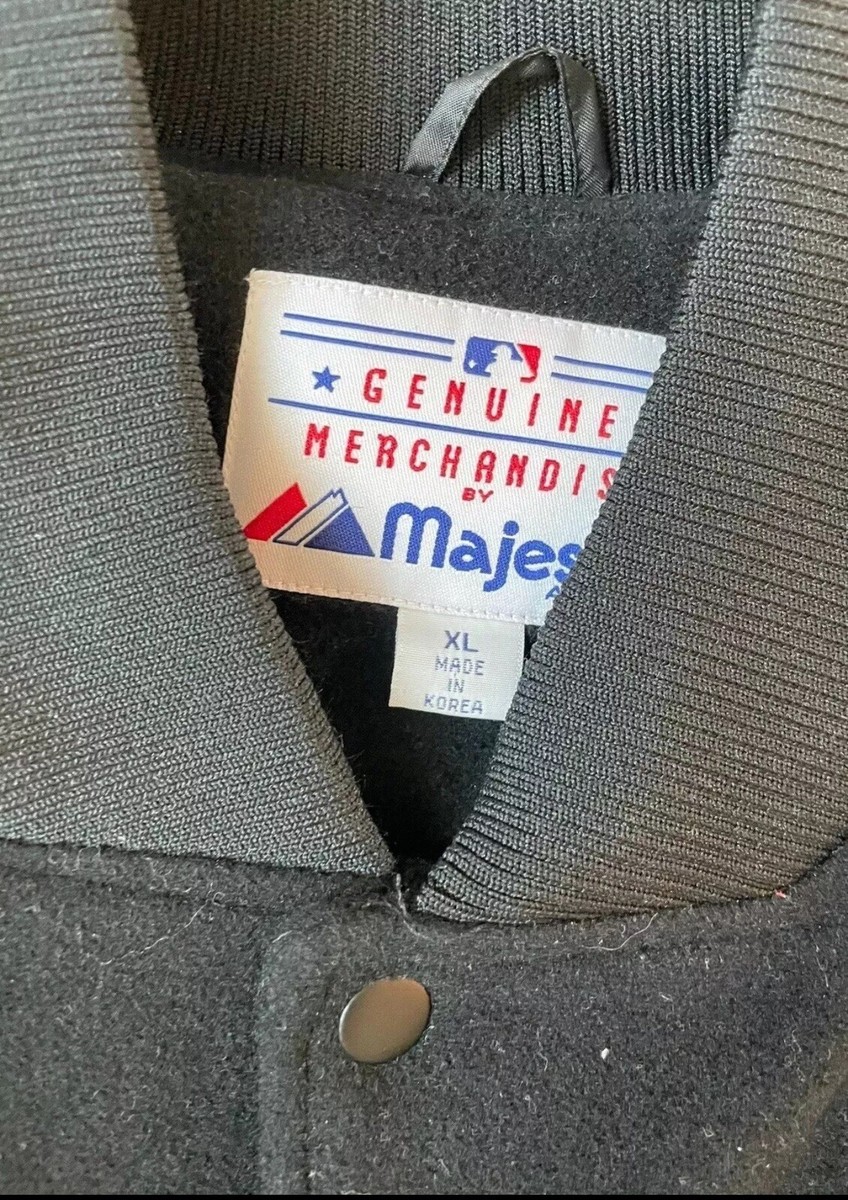 GENUINE
MERCHANDIS
BY
Majes
A
XL
MADE
IN
KOREA